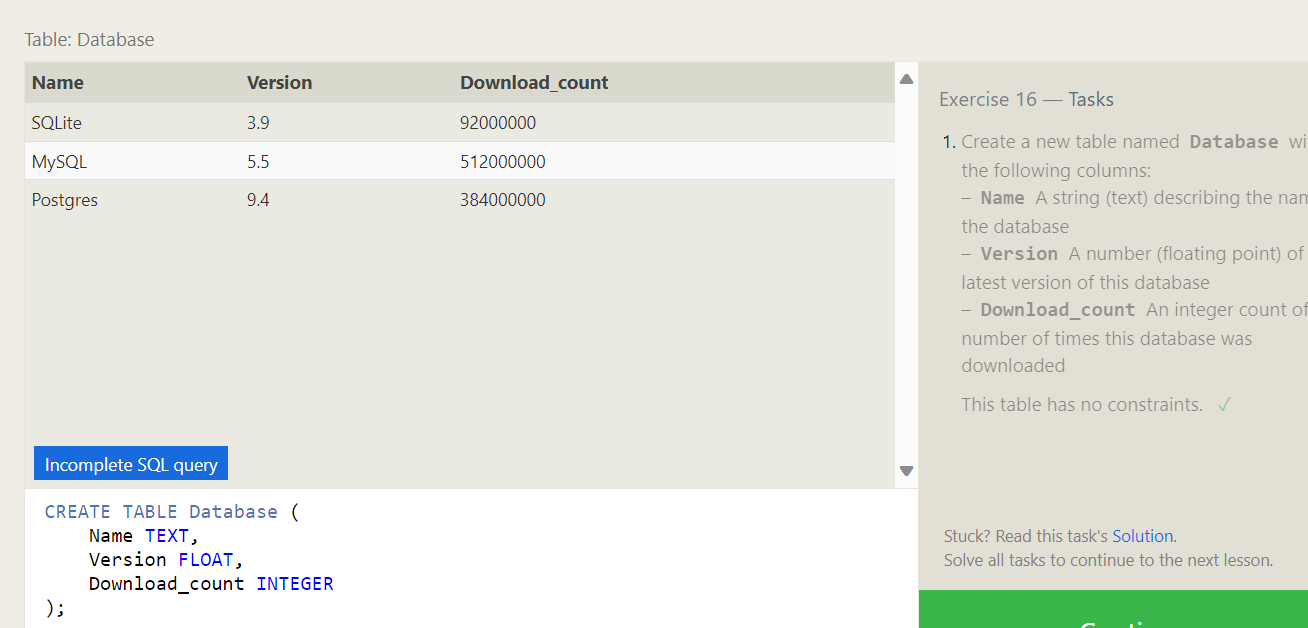 Table: Database
Name Version Download_count
SQLite 3.9 92000000
MySQL 5.5 512000000
Postgres 9.4 384000000
Incomplete SQL query
CREATE TABLE Database (
Name TEXT,
Version FLOAT,
Download_count INTEGER
);
Exercise 16 — Tasks
1. Create a new table named Database
the following columns:
– Name A string (text) describing the
the database
– Version A number (floating point) of
latest version of this database
– Download_count An integer count of
number of times this database was
downloaded
This table has no constraints. ✓
Stuck? Read this task's Solution.
Solve all tasks to continue to the next lesson.